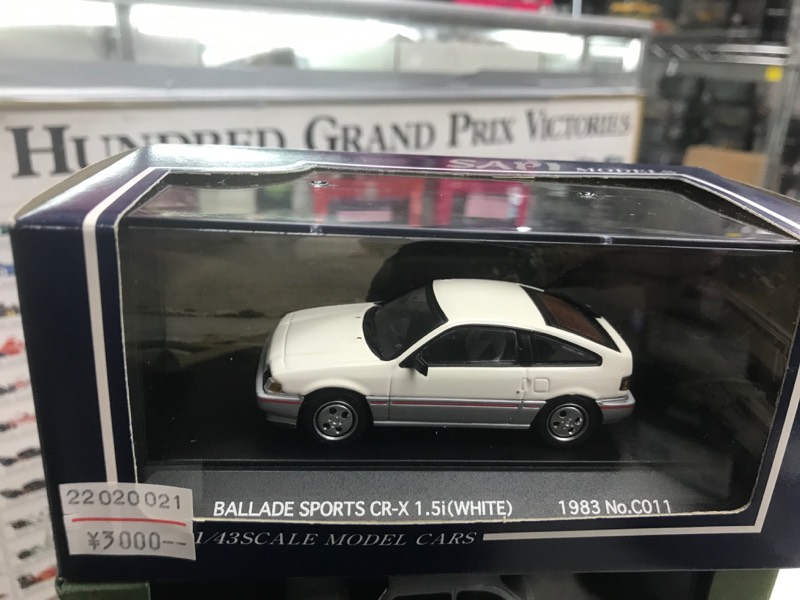 HUNDRED GRAND PRIX VICTORIES
MODELS
BALLADE SPORTS CR-X 1.5i(WHITE) 1983 No.C011
22020021
¥3000--
1/43SCALE MODEL CARS